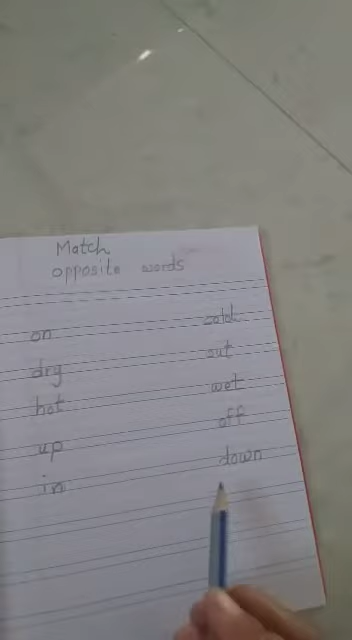 Match
opposite words
on cold
dry out
hot wet
up off
in down